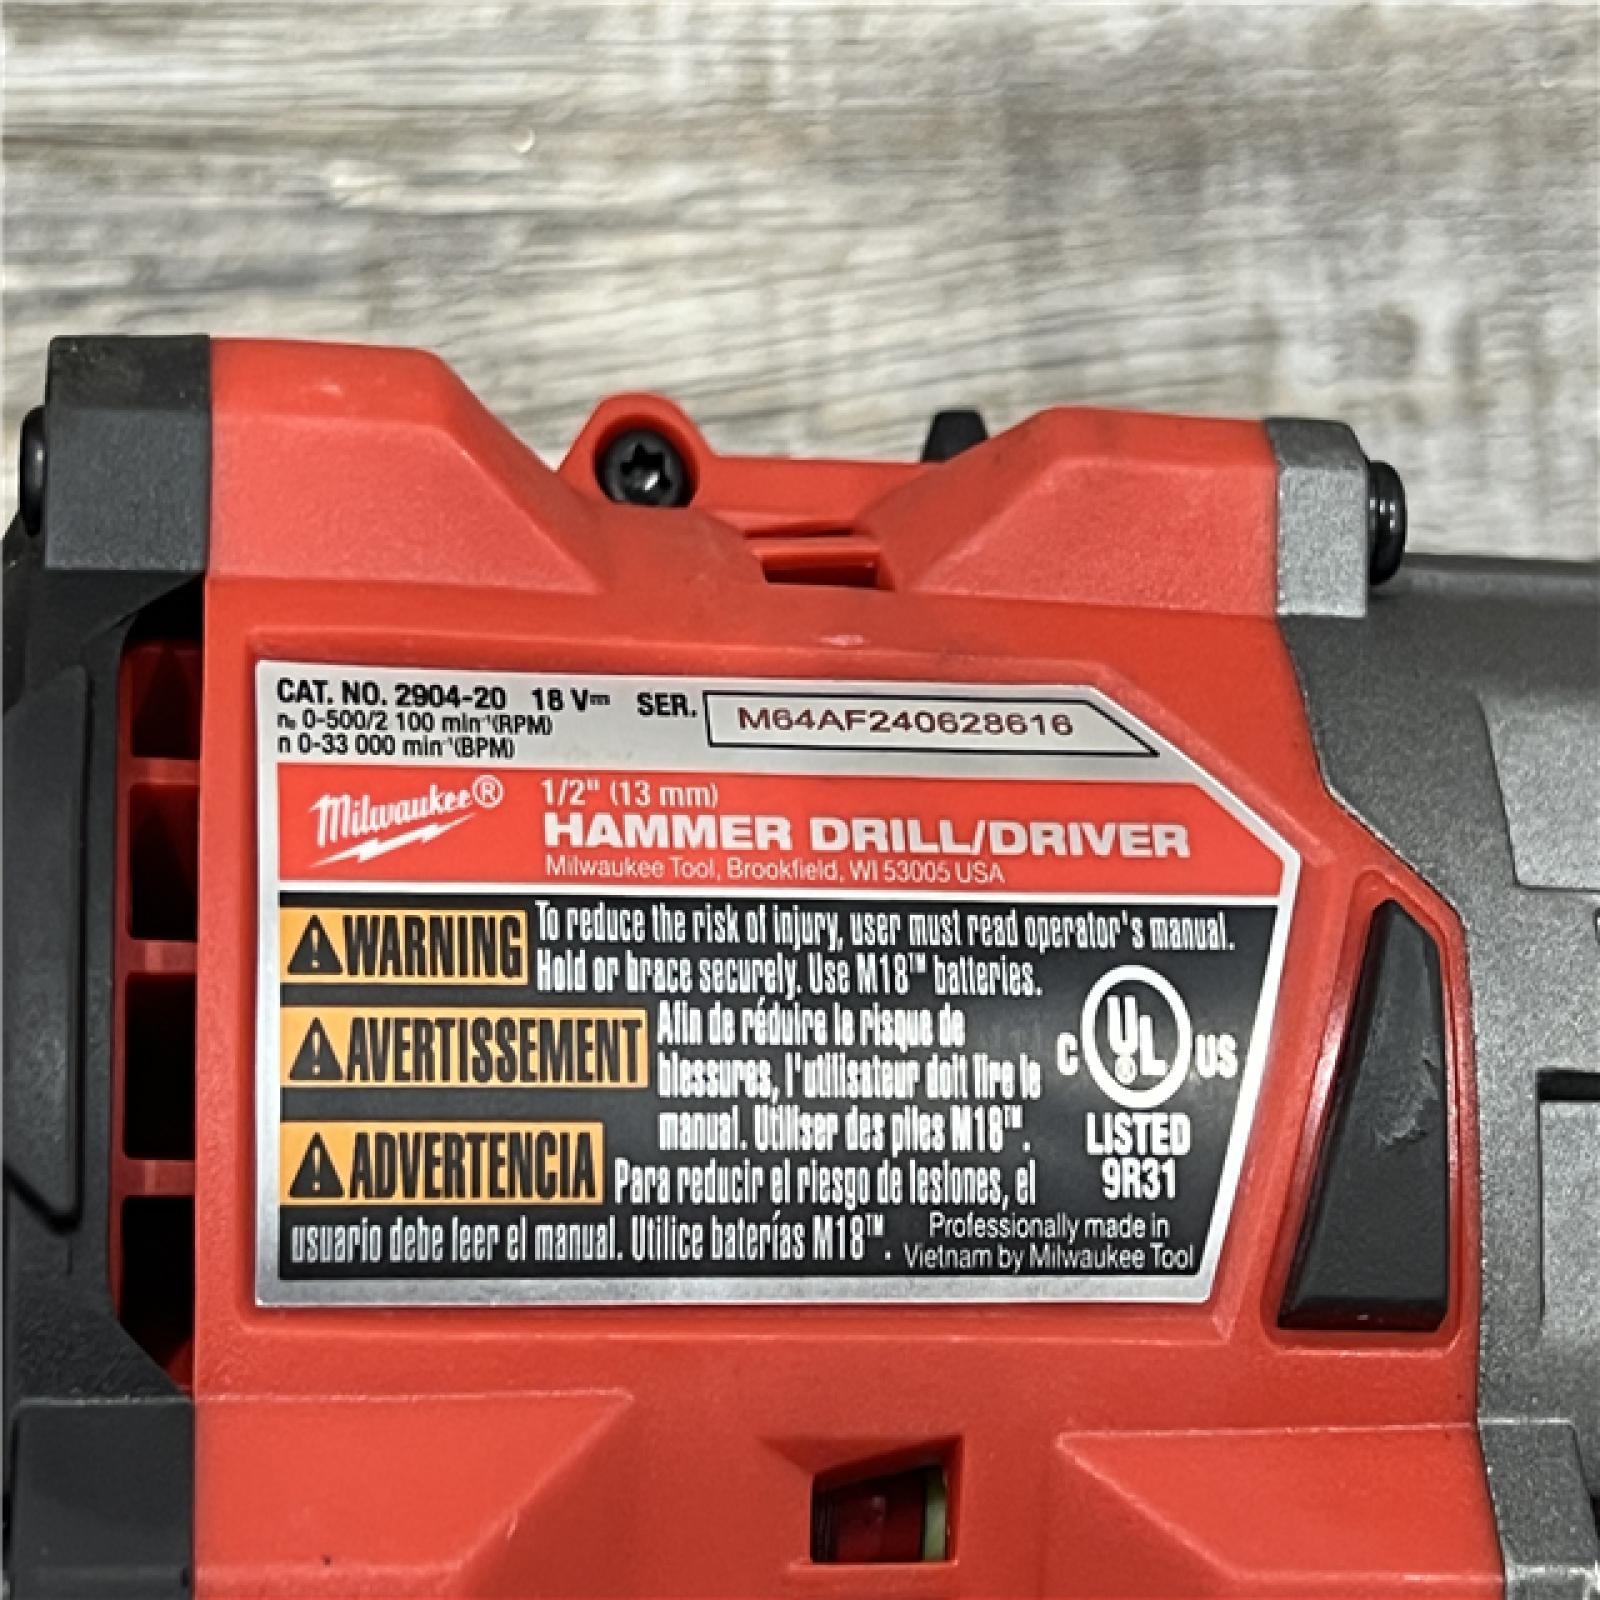 CAT. NO. 2904-20 18 V⎓ SER. M64AF240628616
n₀ 0-500/2 100 min⁻¹(RPM)
n 0-33 000 min⁻¹(BPM)
Milwaukee®
1/2" (13 mm)
HAMMER DRILL/DRIVER
Milwaukee Tool, Brookfield, WI 53005 USA
WARNING To reduce the risk of injury, user must read operator's manual.
Hold or brace securely. Use M18™ batteries.
AVERTISSEMENT Afin de réduire le risque de
blessures, l'utilisateur doit lire le
manual. Utiliser des piles M18™.
C UL® US
LISTED
9R31
ADVERTENCIA Para reducir el riesgo de lesiones, el
usuario debe leer el manual. Utilice baterías M18™.
Professionally made in
Vietnam by Milwaukee Tool